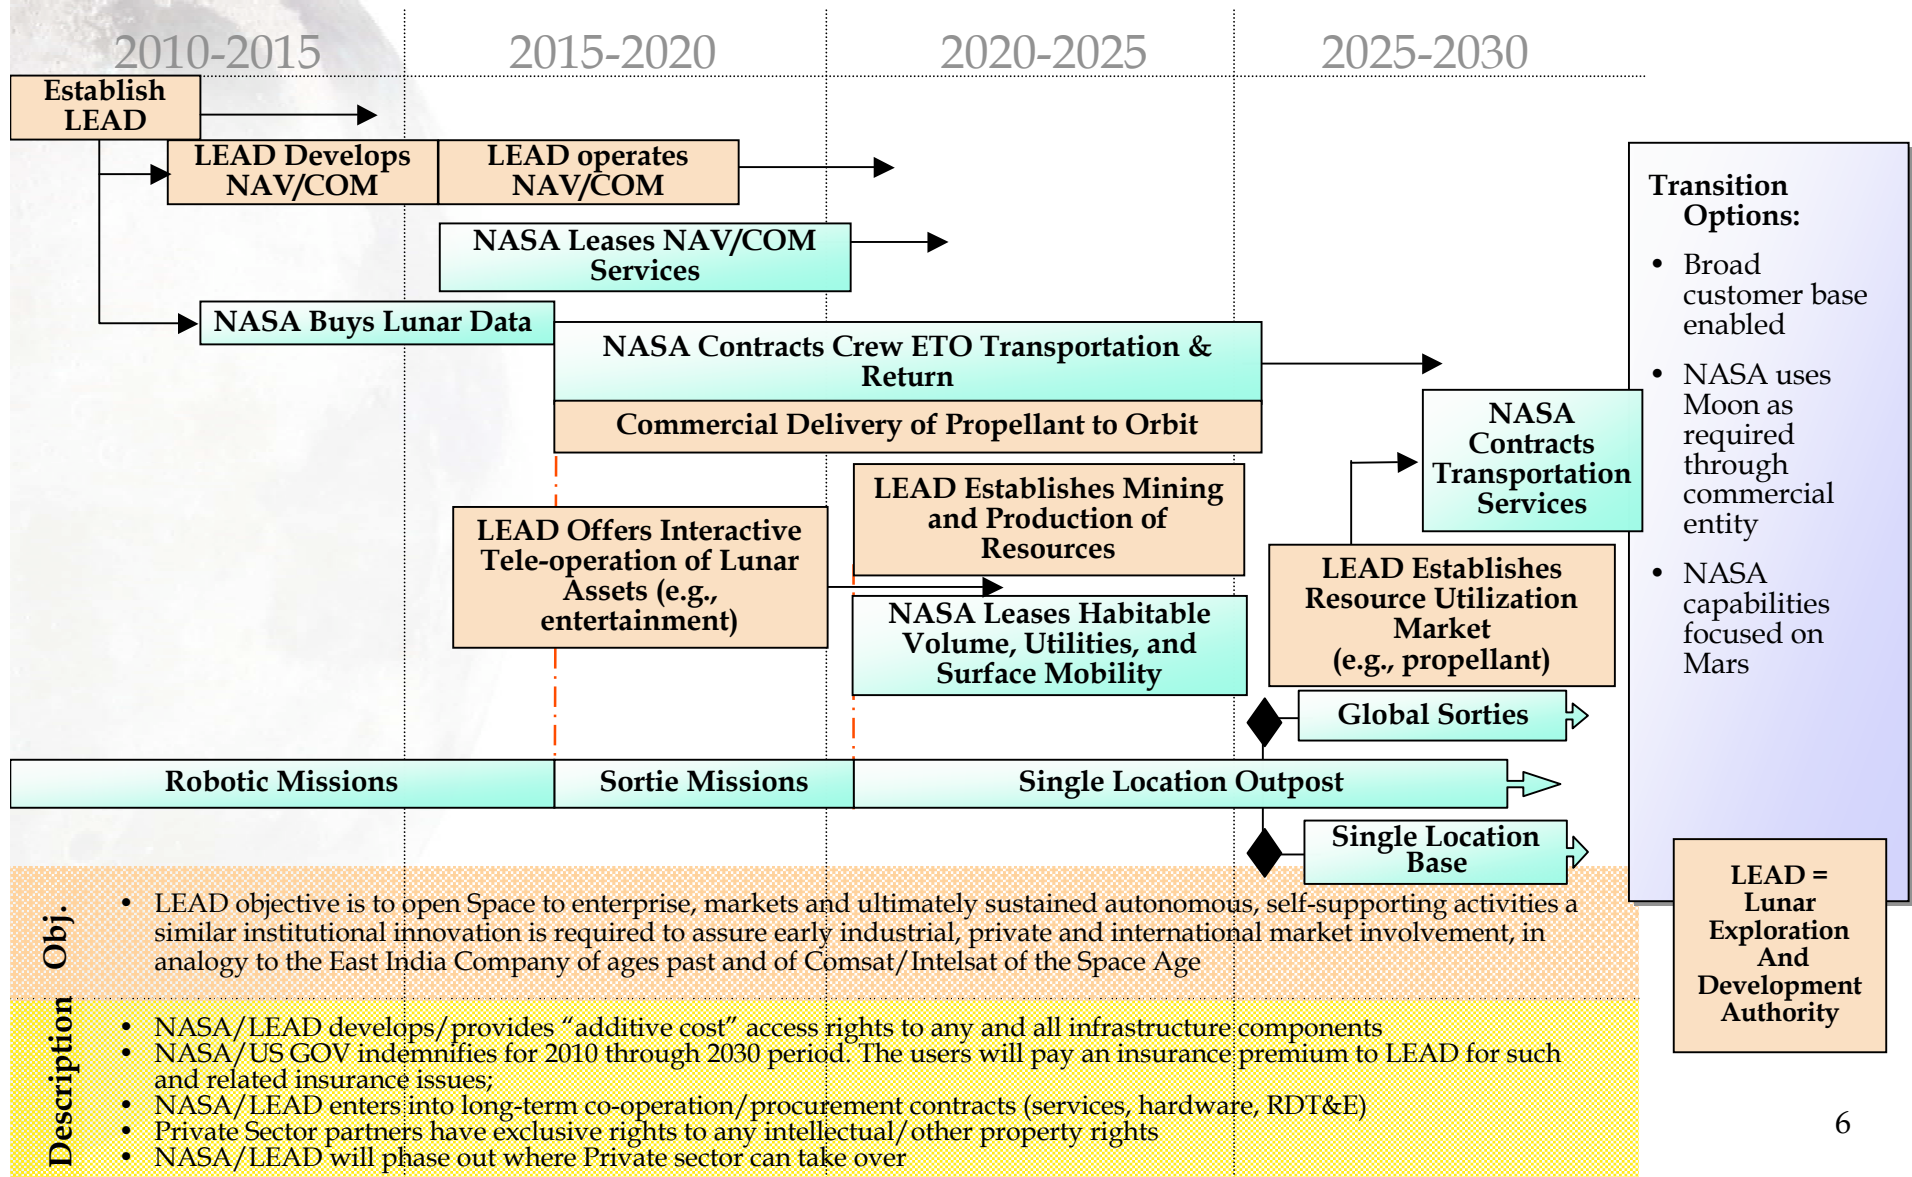 2010-2015
2015-2020
2020-2025
2025-2030
Establish
LEAD
LEAD Develops
NAV/COM
LEAD operates
NAV/COM
NASA Leases NAV/COM
Services
NASA Buys Lunar Data
NASA Contracts Crew ETO Transportation &
Return
Commercial Delivery of Propellant to Orbit
NASA
Contracts
Transportation
Services
LEAD Establishes Mining
and Production of
Resources
LEAD Offers Interactive
Tele-operation of Lunar
Assets (e.g.,
entertainment)
LEAD Establishes
Resource Utilization
Market
(e.g., propellant)
NASA Leases Habitable
Volume, Utilities, and
Surface Mobility
Global Sorties
Robotic Missions
Sortie Missions
Single Location Outpost
Single Location
Base
Transition
Options:
• Broad
customer base
enabled
• NASA uses
Moon as
required
through
commercial
entity
• NASA
capabilities
focused on
Mars
LEAD =
Lunar
Exploration
And
Development
Authority
Obj.
• LEAD objective is to open Space to enterprise, markets and ultimately sustained autonomous, self-supporting activities a
similar institutional innovation is required to assure early industrial, private and international market involvement, in
analogy to the East India Company of ages past and of Comsat/Intelsat of the Space Age
Description
• NASA/LEAD develops/provides “additive cost” access rights to any and all infrastructure components
• NASA/US GOV indemnifies for 2010 through 2030 period. The users will pay an insurance premium to LEAD for such
and related insurance issues;
• NASA/LEAD enters into long-term co-operation/procurement contracts (services, hardware, RDT&E)
• Private Sector partners have exclusive rights to any intellectual/other property rights
• NASA/LEAD will phase out where Private sector can take over
6